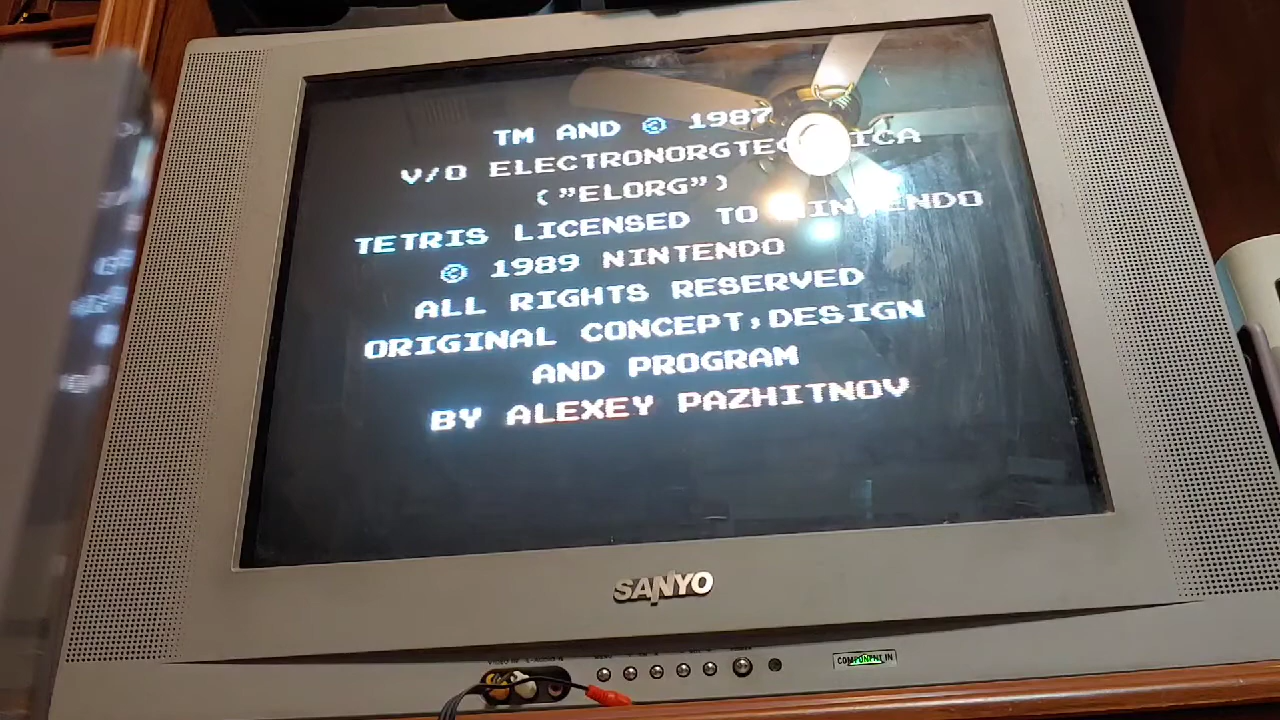 TM AND © 1987
V/O
("ELORG")
TETRIS LICENSED TO NINTENDO
© 1989 NINTENDO
ALL RIGHTS RESERVED
ORIGINAL CONCEPT,DESIGN
AND PROGRAM
BY ALEXEY PAZHITNOV
SANYO
COMPONENT IN